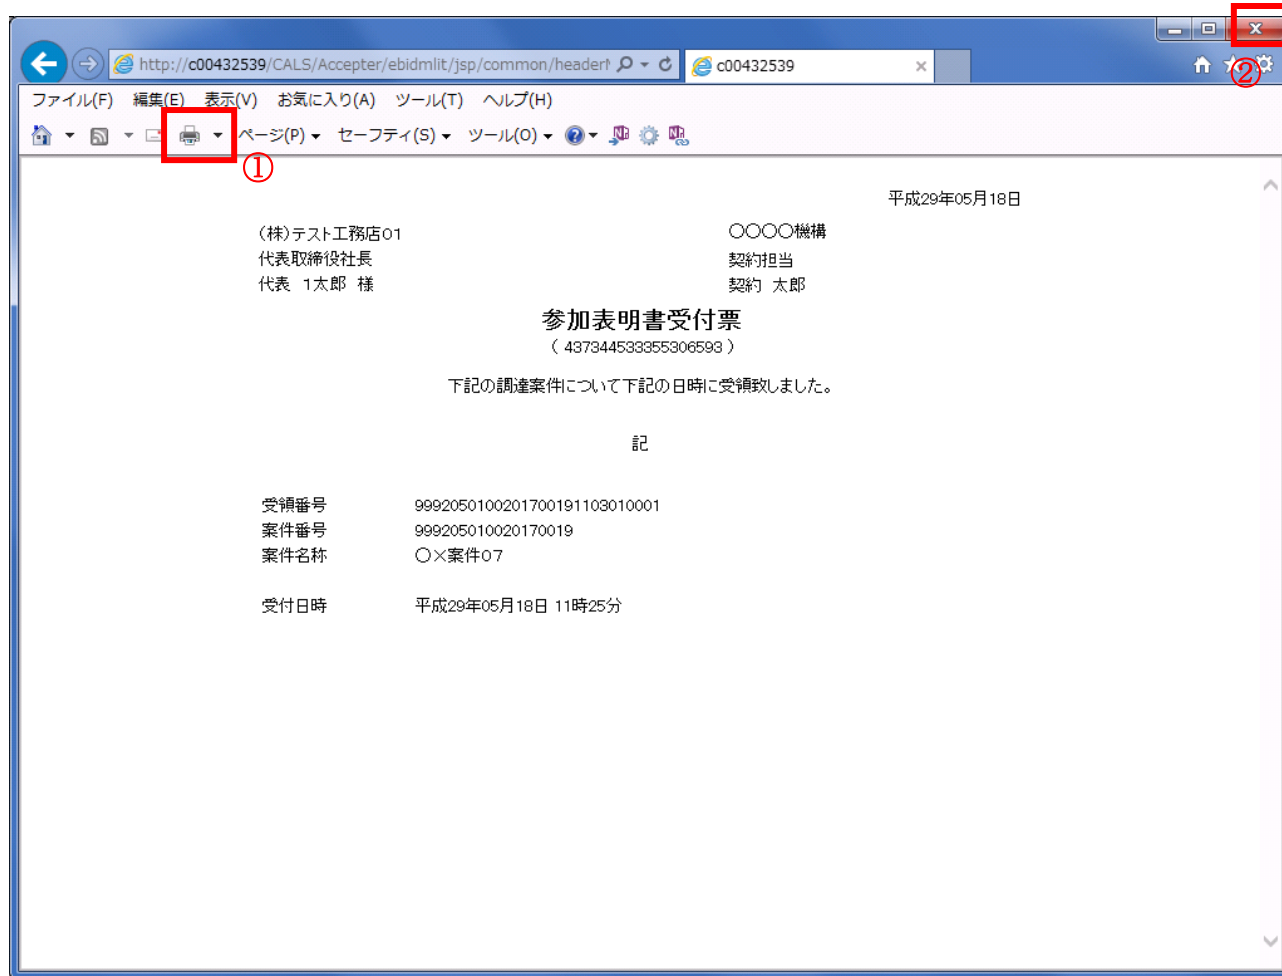 http://c00432539/CALS/Accepter/ebidmlit/jsp/common/header
c00432539
②
ファイル(F) 編集(E) 表示(V) お気に入り(A) ツール(T) ヘルプ(H)
ページ(P) セーフティ(S) ツール(O)
①
平成29年05月18日
(株)テスト工務店01
〇〇〇〇機構
代表取締役社長
契約担当
代表 1太郎 様
契約 太郎
参加表明書受付票
( 437344533355306593 )
下記の調達案件について下記の日時に受領致しました。
記
受領番号 9992050100201700191103010001
案件番号 999205010020170019
案件名称 〇×案件07
受付日時 平成29年05月18日 11時25分